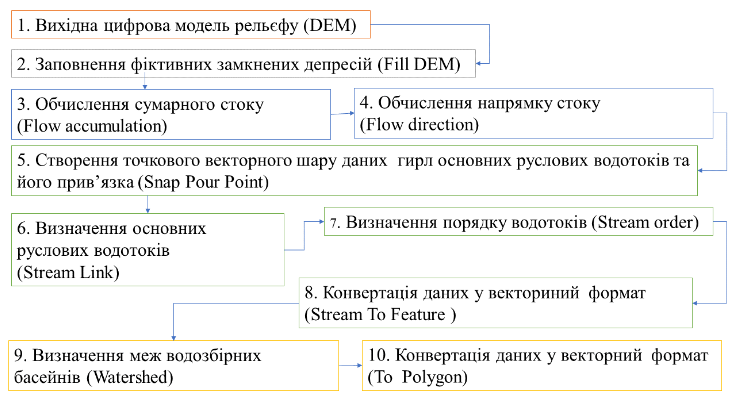 1. Вихідна цифрова модель рельєфу (DEM)
2. Заповнення фіктивних замкнених депресій (Fill DEM)
3. Обчислення сумарного стоку
(Flow accumulation)
4. Обчислення напрямку стоку
(Flow direction)
5. Створення точкового векторного шару даних гирл основних руслових водотоків та
його прив’язка (Snap Pour Point)
6. Визначення основних
руслових водотоків
(Stream Link)
7. Визначення порядку водотоків (Stream order)
8. Конвертація даних у векториний формат
(Stream To Feature )
9. Визначення меж водозбірних
басейнів (Watershed)
10. Конвертація даних у векторний формат
(To Polygon)